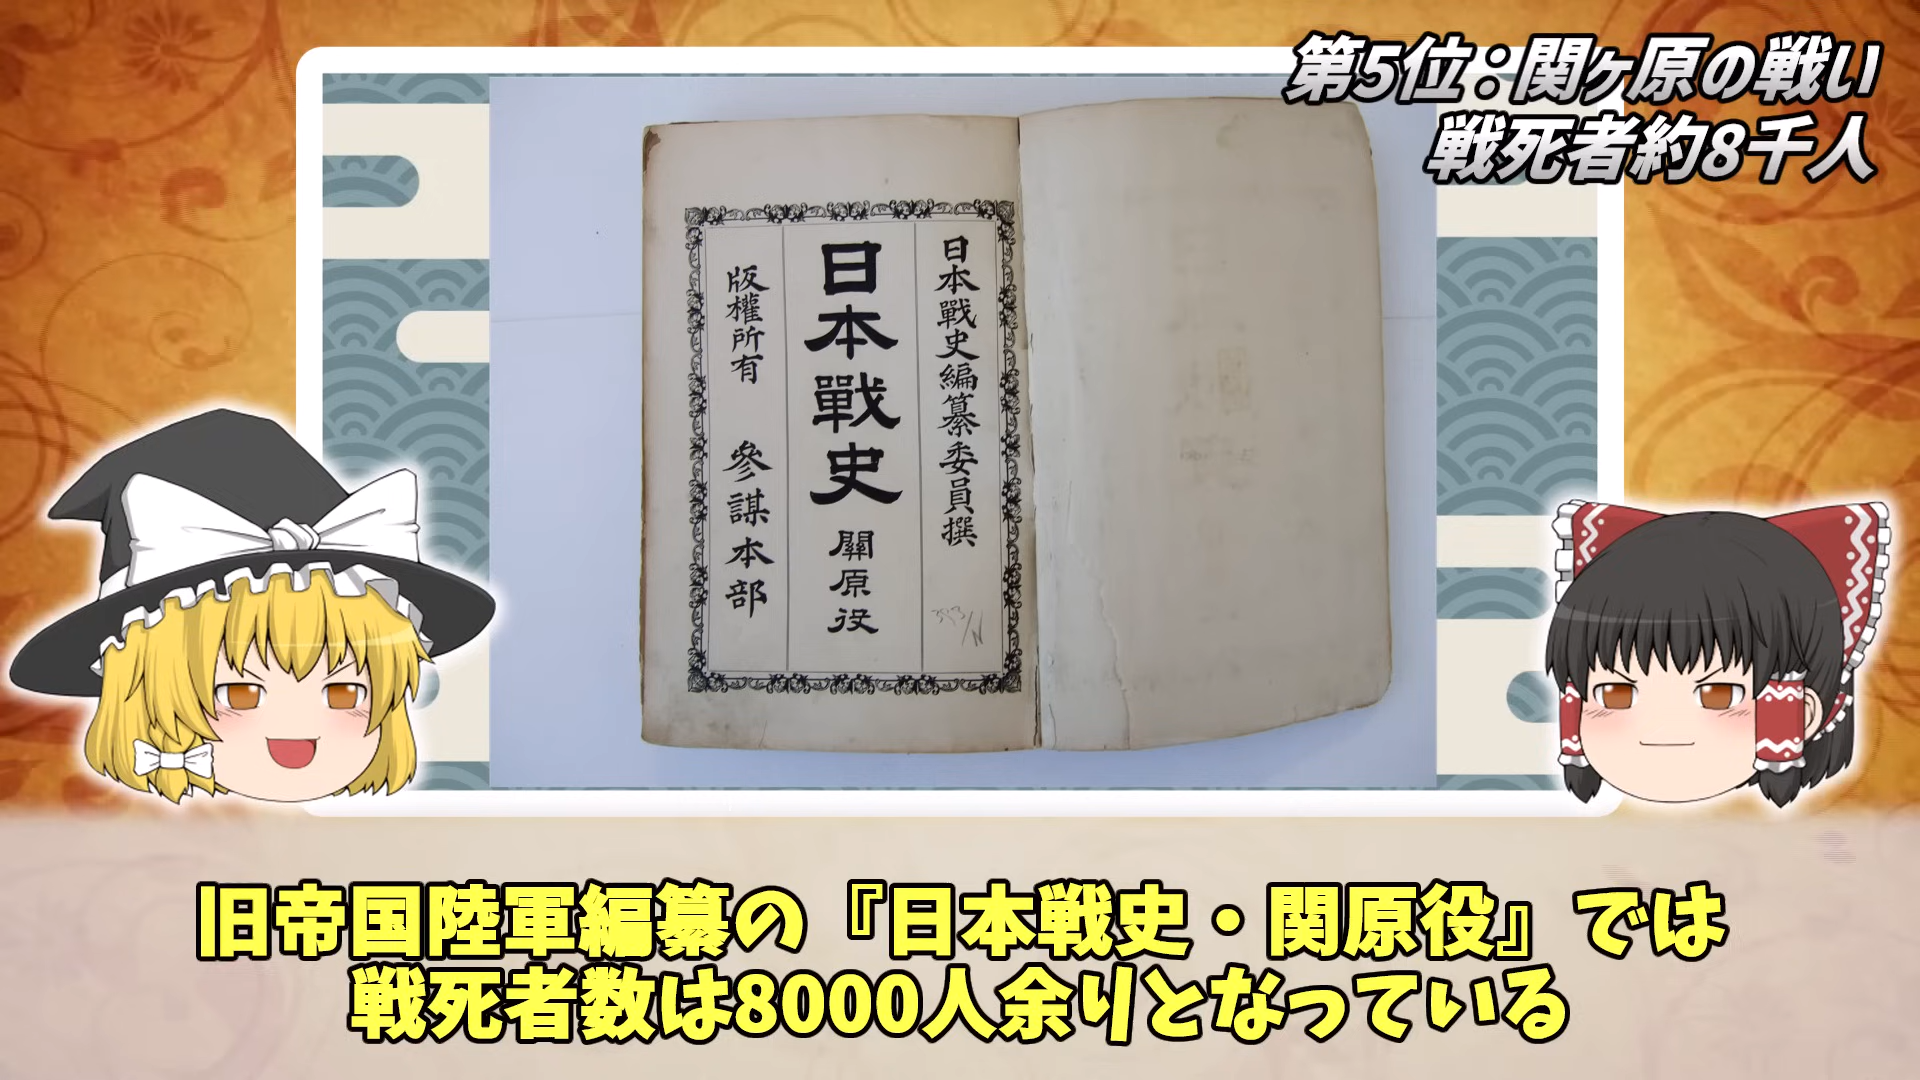 第5位：関ヶ原の戦い
戦死者約8千人
日本戰史編纂委員撰
日本戰史 關原役
版權所有 參謀本部
旧帝国陸軍編纂の『日本戦史・関原役』では
戦死者数は8000人余りとなっている